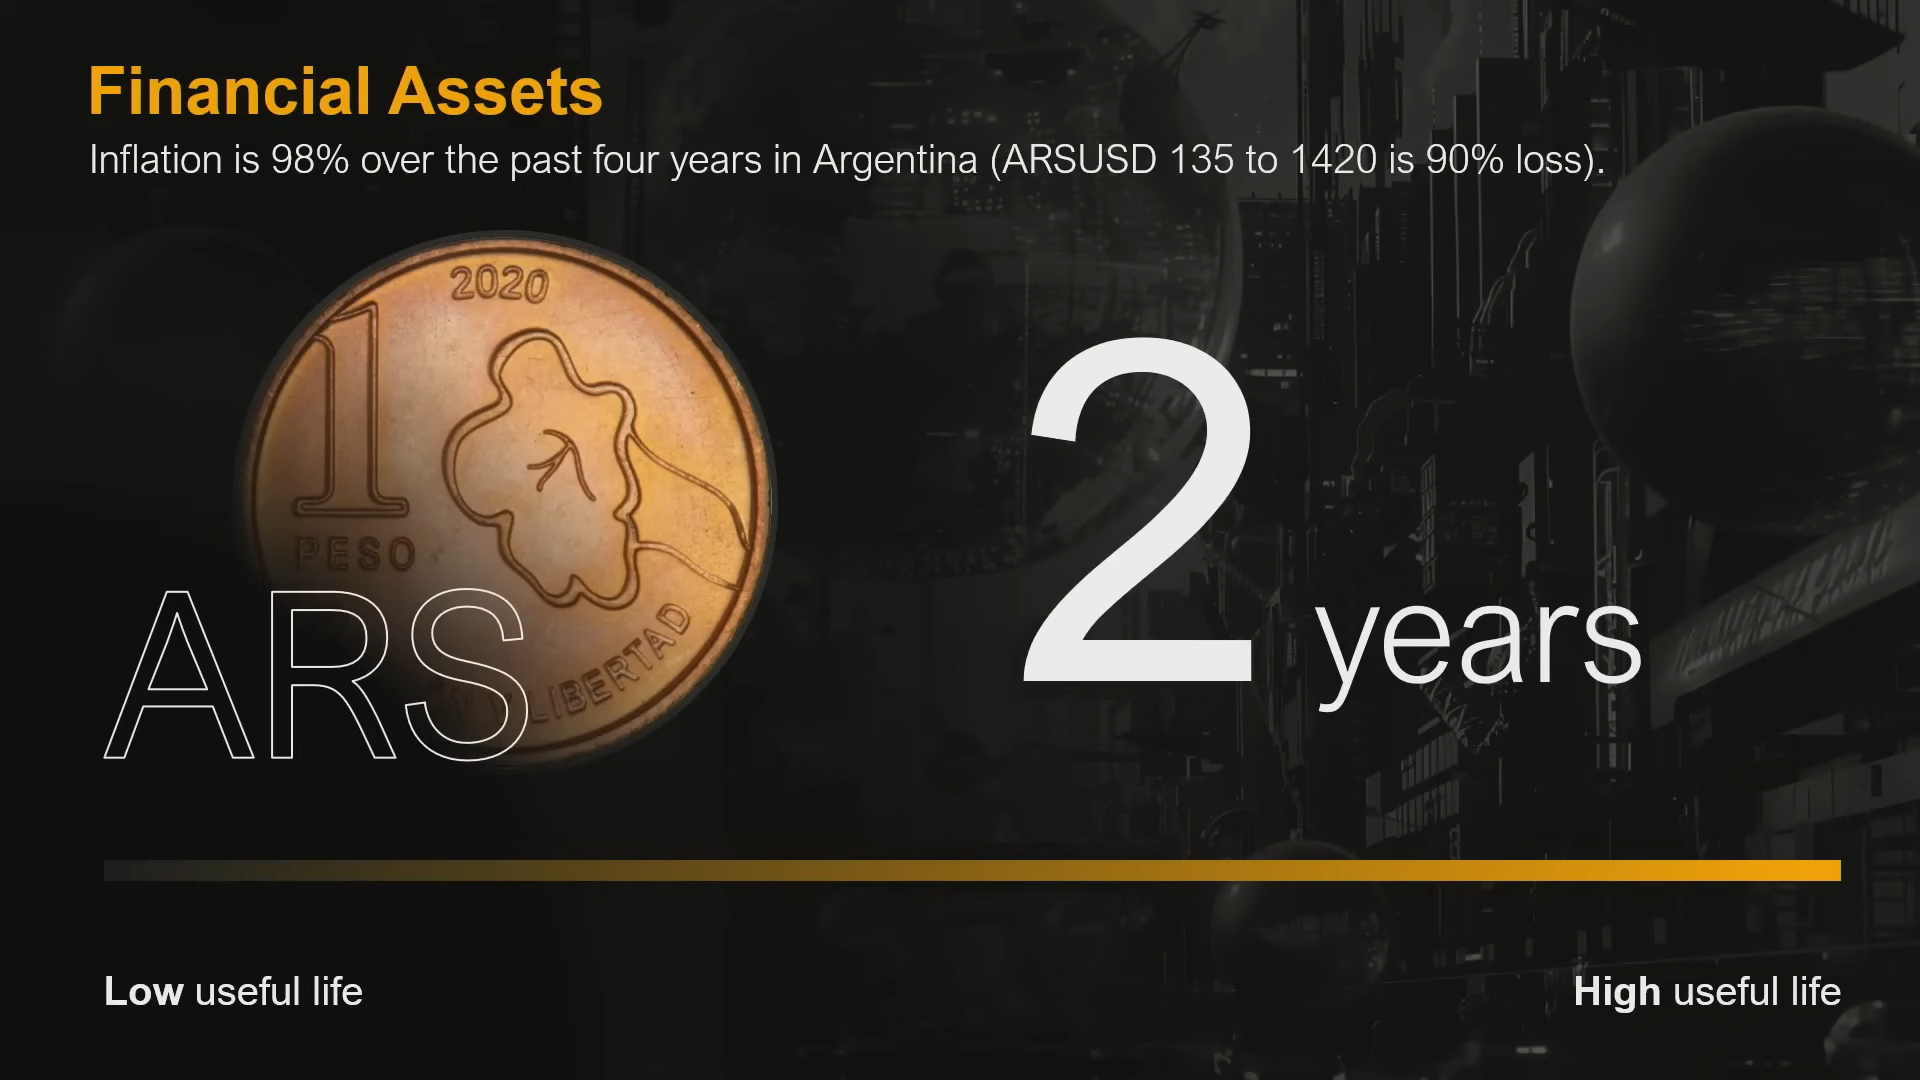 Financial Assets
Inflation is 98% over the past four years in Argentina (ARSUSD 135 to 1420 is 90% loss).
2020
1
PESO
LIBERTAD
ARS
2 years
Low useful life
High useful life